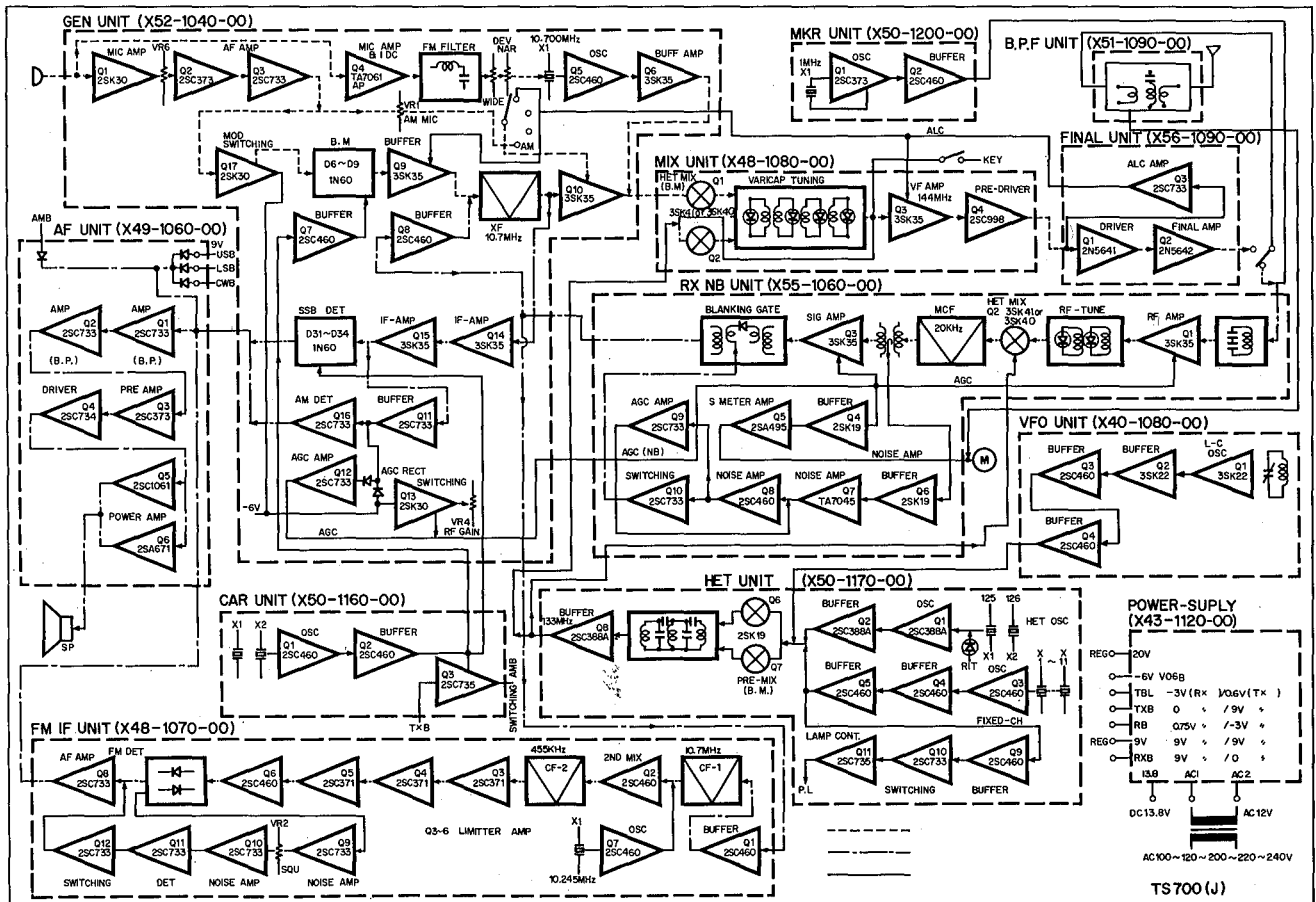 GEN UNIT (X52-1040-00)
MIC AMP
Q1
2SK30
VR6
AF AMP
Q2
2SC373
Q3
2SC733
MIC AMP
& I DC
Q4
TA7061
AP
FM FILTER
DEV
NAR
WIDE
AM
VR1
AM MIC
10.700MHz
X1
OSC
Q5
2SC460
BUFF AMP
Q6
3SK35
MOD
SWITCHING
Q17
2SK30
B.M
D6~D9
1N60
BUFFER
Q9
3SK35
BUFFER
Q7
2SC460
BUFFER
Q8
2SC460
XF
10.7MHz
Q10
3SK35
SSB DET
D31~D34
1N60
IF-AMP
Q15
3SK35
IF-AMP
Q14
3SK35
AM DET
Q16
2SC733
BUFFER
Q11
2SC733
AGC AMP
Q12
2SC733
AGC RECT
SWITCHING
Q13
2SK30
VR4
RF GAIN
-6V
AGC
MKR UNIT (X50-1200-00)
1MHz
X1
OSC
Q1
2SC373
BUFFER
Q2
2SC460
B.P.F UNIT (X51-1090-00)
FINAL UNIT (X56-1090-00)
ALC AMP
Q3
2SC733
DRIVER
Q1
2N5641
FINAL AMP
Q2
2N5642
ALC
KEY
MIX UNIT (X48-1080-00)
HET MIX
(B.M)
Q1
3SK41or 3SK40
Q2
VARICAP TUNING
VF AMP
144MHz
Q3
3SK35
PRE-DRIVER
Q4
2SC998
AMB
AF UNIT (X49-1060-00)
9V
USB
LSB
CWB
AMP
Q2
2SC733
(B.P.)
AMP
Q1
2SC733
(B.P.)
DRIVER
Q4
2SC734
PRE AMP
Q3
2SC373
Q5
2SC1061
POWER AMP
Q6
2SA671
SP
RX NB UNIT (X55-1060-00)
BLANKING GATE
SIG AMP
Q3
3SK35
MCF
20KHz
HET MIX
Q2 3SK41or
3SK40
RF-TUNE
RF AMP
Q1
3SK35
AGC
AGC AMP
Q9
2SC733
S METER AMP
Q5
2SA495
BUFFER
Q4
2SK19
AGC (NB)
NOISE AMP
M
SWITCHING
Q10
2SC733
NOISE AMP
Q8
2SC460
NOISE AMP
Q7
TA7045
BUFFER
Q6
2SK19
VFO UNIT (X40-1080-00)
BUFFER
Q3
2SC460
BUFFER
Q2
3SK22
L-C
OSC
Q1
3SK22
BUFFER
Q4
2SC460
CAR UNIT (X50-1160-00)
X1
X2
OSC
Q1
2SC460
BUFFER
Q2
2SC460
Q3
2SC735
TXB
SWITCHING AMB
HET UNIT (X50-1170-00)
BUFFER
133MHz
Q8
2SC388A
Q6
2SK19
Q7
PRE-MIX
(B.M.)
BUFFER
Q2
2SC388A
OSC
Q1
2SC388A
RIT
125
126
X1
X2
HET OSC
BUFFER
Q5
2SC460
BUFFER
Q4
2SC460
OSC
Q3
2SC460
X
~
X
11
FIXED-CH
LAMP CONT.
Q11
2SC735
Q10
2SC733
Q9
2SC460
P.L
SWITCHING
BUFFER
POWER-SUPLY
(X43-1120-00)
REG 20V
-6V V06B
TBL -3V (RX )/0.6V (TX )
TXB 0 " / 9V "
RB 0.75V " /-3V "
REG 9V 9V " /9V "
RXB 9V " / 0 "
13.8
AC1
AC2
DC13.8V
AC12V
AC100~120~200~220~240V
TS700 (J)
FM IF UNIT (X48-1070-00)
AF AMP
Q8
2SC733
FM DET
Q6
2SC460
Q5
2SC371
Q4
2SC371
Q3
2SC371
455KHz
CF-2
2ND MIX
Q2
2SC460
10.7MHz
CF-1
Q3~6 LIMITTER AMP
Q12
2SC733
Q11
2SC733
Q10
2SC733
VR2
SQU
Q9
2SC733
X1
10.245MHz
OSC
Q7
2SC460
BUFFER
Q1
2SC460
SWITCHING
DET
NOISE AMP
NOISE AMP